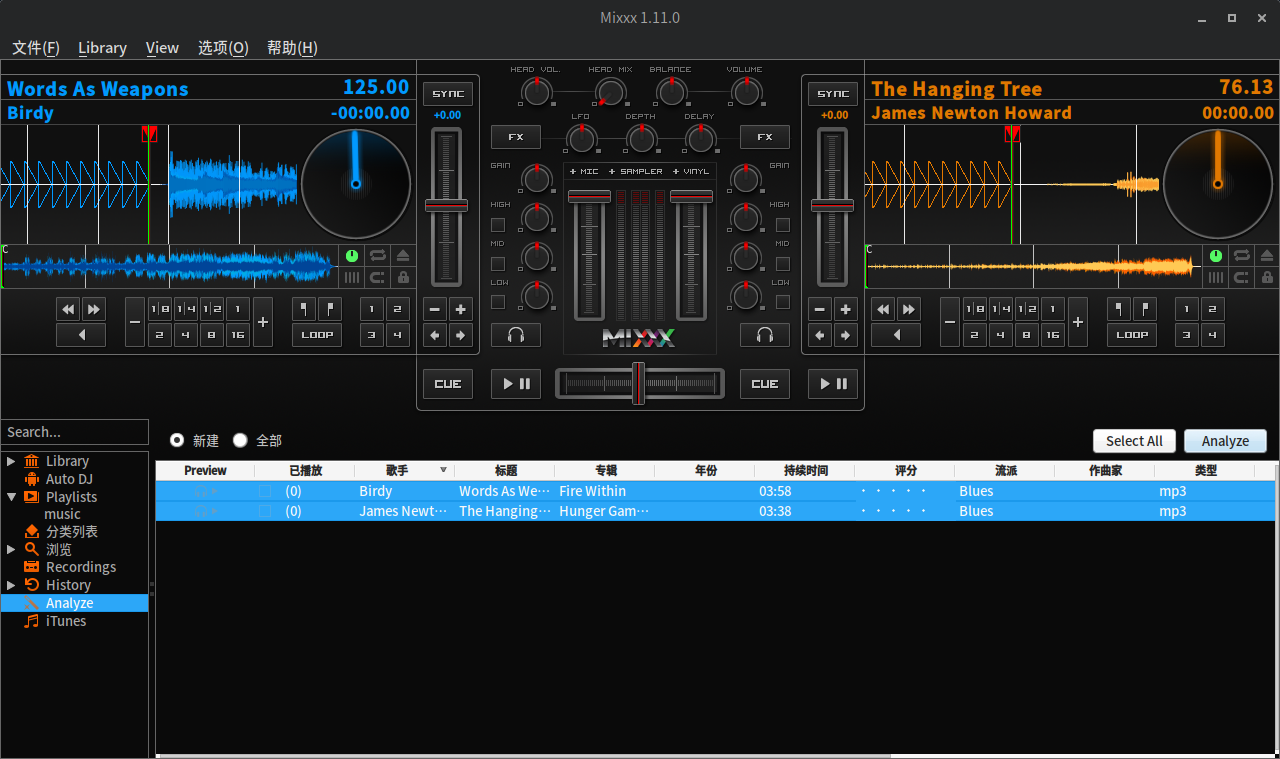 Mixxx 1.11.0
文件(F) Library View 选项(O) 帮助(H)
Words As Weapons 125.00
Birdy -00:00.00
SYNC
+0.00
HEAD VOL. HEAD MIX BALANCE VOLUME
LFO DEPTH DELAY
FX FX
GAIN GAIN
+ MIC + SAMPLER + VINYL
HIGH HIGH
MID MID
LOW LOW
SYNC
+0.00
The Hanging Tree 76.13
James Newton Howard 00:00.00
C
C
1/8 1/4 1/2 1
1 2
2 4 8 16
LOOP
3 4
MIXXX
1/8 1/4 1/2 1
1 2
2 4 8 16
LOOP
3 4
CUE CUE
Search...
新建 全部
Select All Analyze
Library
Auto DJ
Playlists
music
分类列表
浏览
Recordings
History
Analyze
iTunes
Preview 已播放 歌手 标题 专辑 年份 持续时间 评分 流派 作曲家 类型
(0) Birdy Words As We··· Fire Within 03:58 Blues mp3
(0) James Newt··· The Hanging··· Hunger Gam··· 03:38 Blues mp3